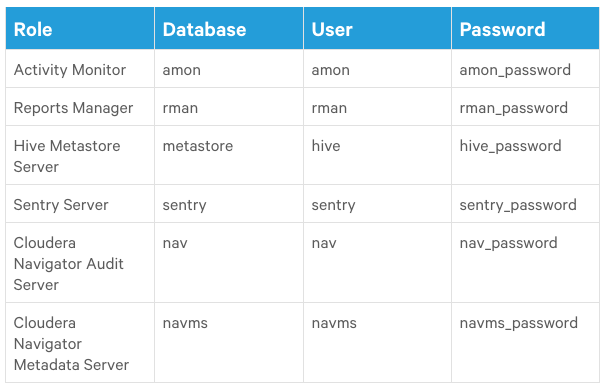 Role Database User Password
Activity Monitor amon amon amon_password
Reports Manager rman rman rman_password
Hive Metastore metastore hive hive_password
Server
Sentry Server sentry sentry sentry_password
Cloudera nav nav nav_password
Navigator Audit
Server
Cloudera navms navms navms_password
Navigator
Metadata Server